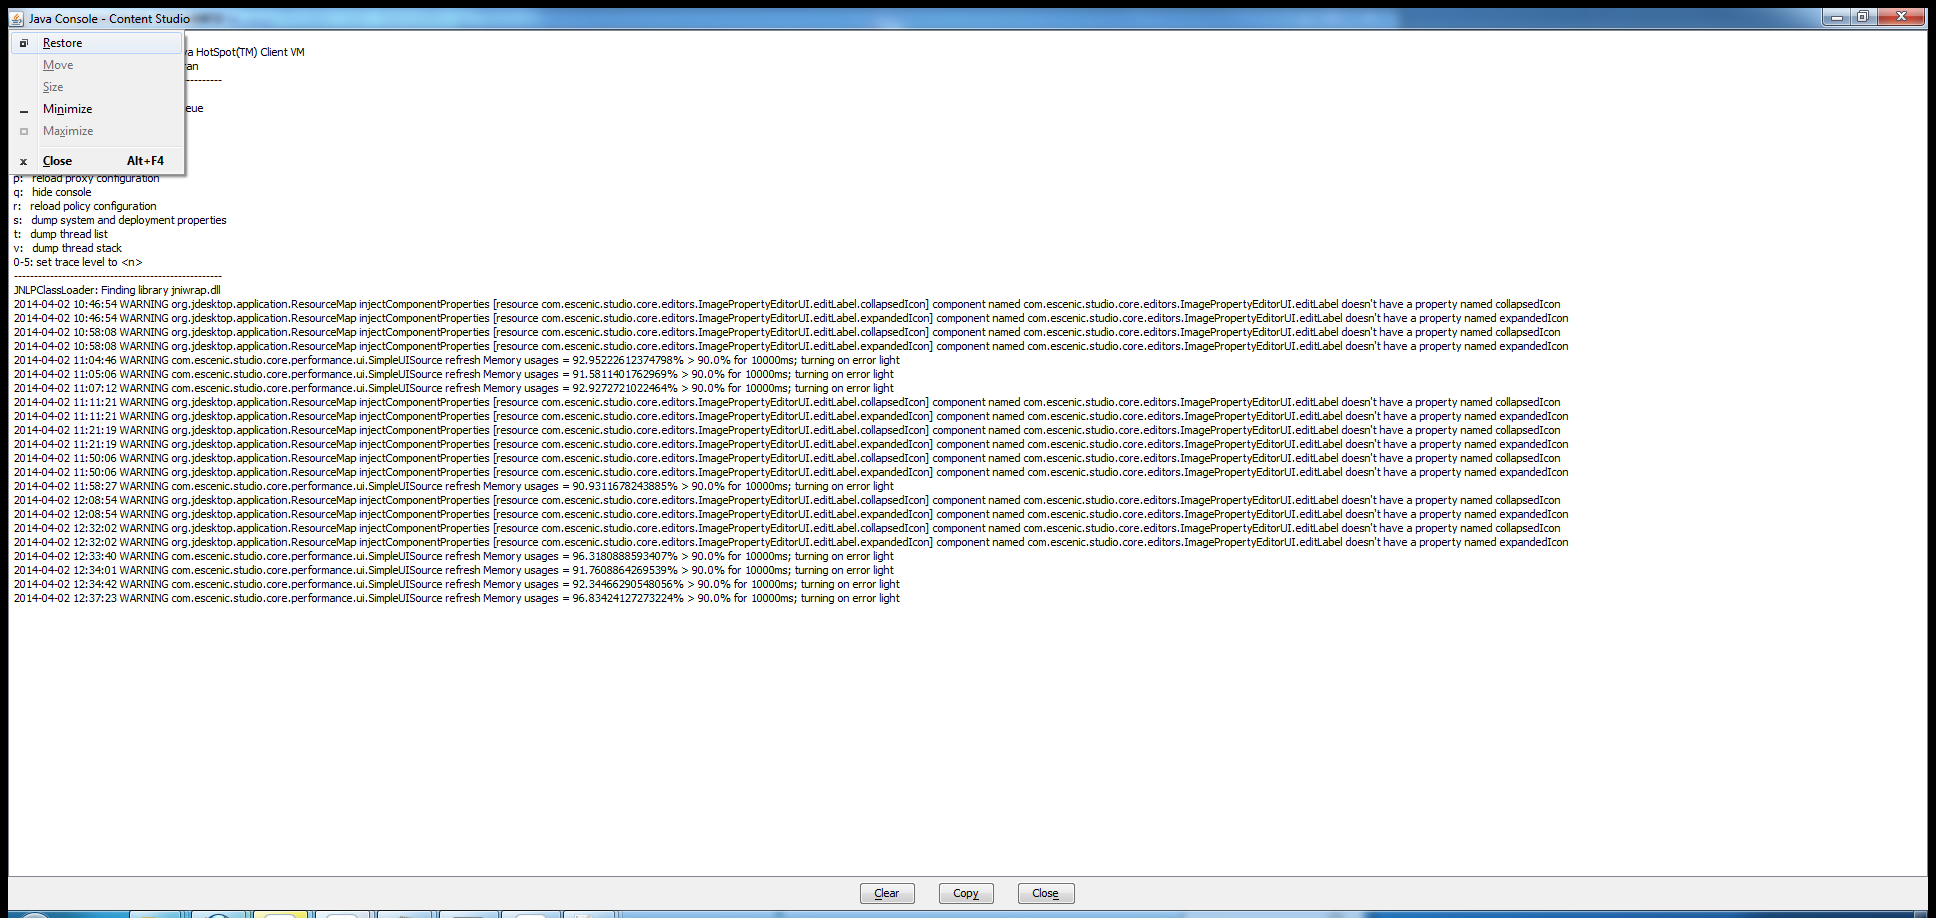 Java Console - Content Studio
Restore
Move
Size
Minimize
Maximize
Close Alt+F4
va HotSpot(TM) Client VM
an
----------
eue
p: reload proxy configuration
q: hide console
r: reload policy configuration
s: dump system and deployment properties
t: dump thread list
v: dump thread stack
0-5: set trace level to <n>
----------------------------------------------------
JNLPClassLoader: Finding library jniwrap.dll
2014-04-02 10:46:54 WARNING org.jdesktop.application.ResourceMap injectComponentProperties [resource com.escenic.studio.core.editors.ImagePropertyEditorUI.editLabel.collapsedIcon] component named com.escenic.studio.core.editors.ImagePropertyEditorUI.editLabel doesn't have a property named collapsedIcon
2014-04-02 10:46:54 WARNING org.jdesktop.application.ResourceMap injectComponentProperties [resource com.escenic.studio.core.editors.ImagePropertyEditorUI.editLabel.expandedIcon] component named com.escenic.studio.core.editors.ImagePropertyEditorUI.editLabel doesn't have a property named expandedIcon
2014-04-02 10:58:08 WARNING org.jdesktop.application.ResourceMap injectComponentProperties [resource com.escenic.studio.core.editors.ImagePropertyEditorUI.editLabel.collapsedIcon] component named com.escenic.studio.core.editors.ImagePropertyEditorUI.editLabel doesn't have a property named collapsedIcon
2014-04-02 10:58:08 WARNING org.jdesktop.application.ResourceMap injectComponentProperties [resource com.escenic.studio.core.editors.ImagePropertyEditorUI.editLabel.expandedIcon] component named com.escenic.studio.core.editors.ImagePropertyEditorUI.editLabel doesn't have a property named expandedIcon
2014-04-02 11:04:46 WARNING com.escenic.studio.core.performance.ui.SimpleUISource refresh Memory usages = 92.95222612374798% > 90.0% for 10000ms; turning on error light
2014-04-02 11:05:06 WARNING com.escenic.studio.core.performance.ui.SimpleUISource refresh Memory usages = 91.5811401762969% > 90.0% for 10000ms; turning on error light
2014-04-02 11:07:12 WARNING com.escenic.studio.core.performance.ui.SimpleUISource refresh Memory usages = 92.9272721022464% > 90.0% for 10000ms; turning on error light
2014-04-02 11:11:21 WARNING org.jdesktop.application.ResourceMap injectComponentProperties [resource com.escenic.studio.core.editors.ImagePropertyEditorUI.editLabel.collapsedIcon] component named com.escenic.studio.core.editors.ImagePropertyEditorUI.editLabel doesn't have a property named collapsedIcon
2014-04-02 11:11:21 WARNING org.jdesktop.application.ResourceMap injectComponentProperties [resource com.escenic.studio.core.editors.ImagePropertyEditorUI.editLabel.expandedIcon] component named com.escenic.studio.core.editors.ImagePropertyEditorUI.editLabel doesn't have a property named expandedIcon
2014-04-02 11:21:19 WARNING org.jdesktop.application.ResourceMap injectComponentProperties [resource com.escenic.studio.core.editors.ImagePropertyEditorUI.editLabel.collapsedIcon] component named com.escenic.studio.core.editors.ImagePropertyEditorUI.editLabel doesn't have a property named collapsedIcon
2014-04-02 11:21:19 WARNING org.jdesktop.application.ResourceMap injectComponentProperties [resource com.escenic.studio.core.editors.ImagePropertyEditorUI.editLabel.expandedIcon] component named com.escenic.studio.core.editors.ImagePropertyEditorUI.editLabel doesn't have a property named expandedIcon
2014-04-02 11:50:06 WARNING org.jdesktop.application.ResourceMap injectComponentProperties [resource com.escenic.studio.core.editors.ImagePropertyEditorUI.editLabel.collapsedIcon] component named com.escenic.studio.core.editors.ImagePropertyEditorUI.editLabel doesn't have a property named collapsedIcon
2014-04-02 11:50:06 WARNING org.jdesktop.application.ResourceMap injectComponentProperties [resource com.escenic.studio.core.editors.ImagePropertyEditorUI.editLabel.expandedIcon] component named com.escenic.studio.core.editors.ImagePropertyEditorUI.editLabel doesn't have a property named expandedIcon
2014-04-02 11:58:27 WARNING com.escenic.studio.core.performance.ui.SimpleUISource refresh Memory usages = 90.9311678243885% > 90.0% for 10000ms; turning on error light
2014-04-02 12:08:54 WARNING org.jdesktop.application.ResourceMap injectComponentProperties [resource com.escenic.studio.core.editors.ImagePropertyEditorUI.editLabel.collapsedIcon] component named com.escenic.studio.core.editors.ImagePropertyEditorUI.editLabel doesn't have a property named collapsedIcon
2014-04-02 12:08:54 WARNING org.jdesktop.application.ResourceMap injectComponentProperties [resource com.escenic.studio.core.editors.ImagePropertyEditorUI.editLabel.expandedIcon] component named com.escenic.studio.core.editors.ImagePropertyEditorUI.editLabel doesn't have a property named expandedIcon
2014-04-02 12:32:02 WARNING org.jdesktop.application.ResourceMap injectComponentProperties [resource com.escenic.studio.core.editors.ImagePropertyEditorUI.editLabel.collapsedIcon] component named com.escenic.studio.core.editors.ImagePropertyEditorUI.editLabel doesn't have a property named collapsedIcon
2014-04-02 12:32:02 WARNING org.jdesktop.application.ResourceMap injectComponentProperties [resource com.escenic.studio.core.editors.ImagePropertyEditorUI.editLabel.expandedIcon] component named com.escenic.studio.core.editors.ImagePropertyEditorUI.editLabel doesn't have a property named expandedIcon
2014-04-02 12:33:40 WARNING com.escenic.studio.core.performance.ui.SimpleUISource refresh Memory usages = 96.3180888593407% > 90.0% for 10000ms; turning on error light
2014-04-02 12:34:01 WARNING com.escenic.studio.core.performance.ui.SimpleUISource refresh Memory usages = 91.7608864269539% > 90.0% for 10000ms; turning on error light
2014-04-02 12:34:42 WARNING com.escenic.studio.core.performance.ui.SimpleUISource refresh Memory usages = 92.34466290548056% > 90.0% for 10000ms; turning on error light
2014-04-02 12:37:23 WARNING com.escenic.studio.core.performance.ui.SimpleUISource refresh Memory usages = 96.83424127273224% > 90.0% for 10000ms; turning on error light
Clear Copy Close